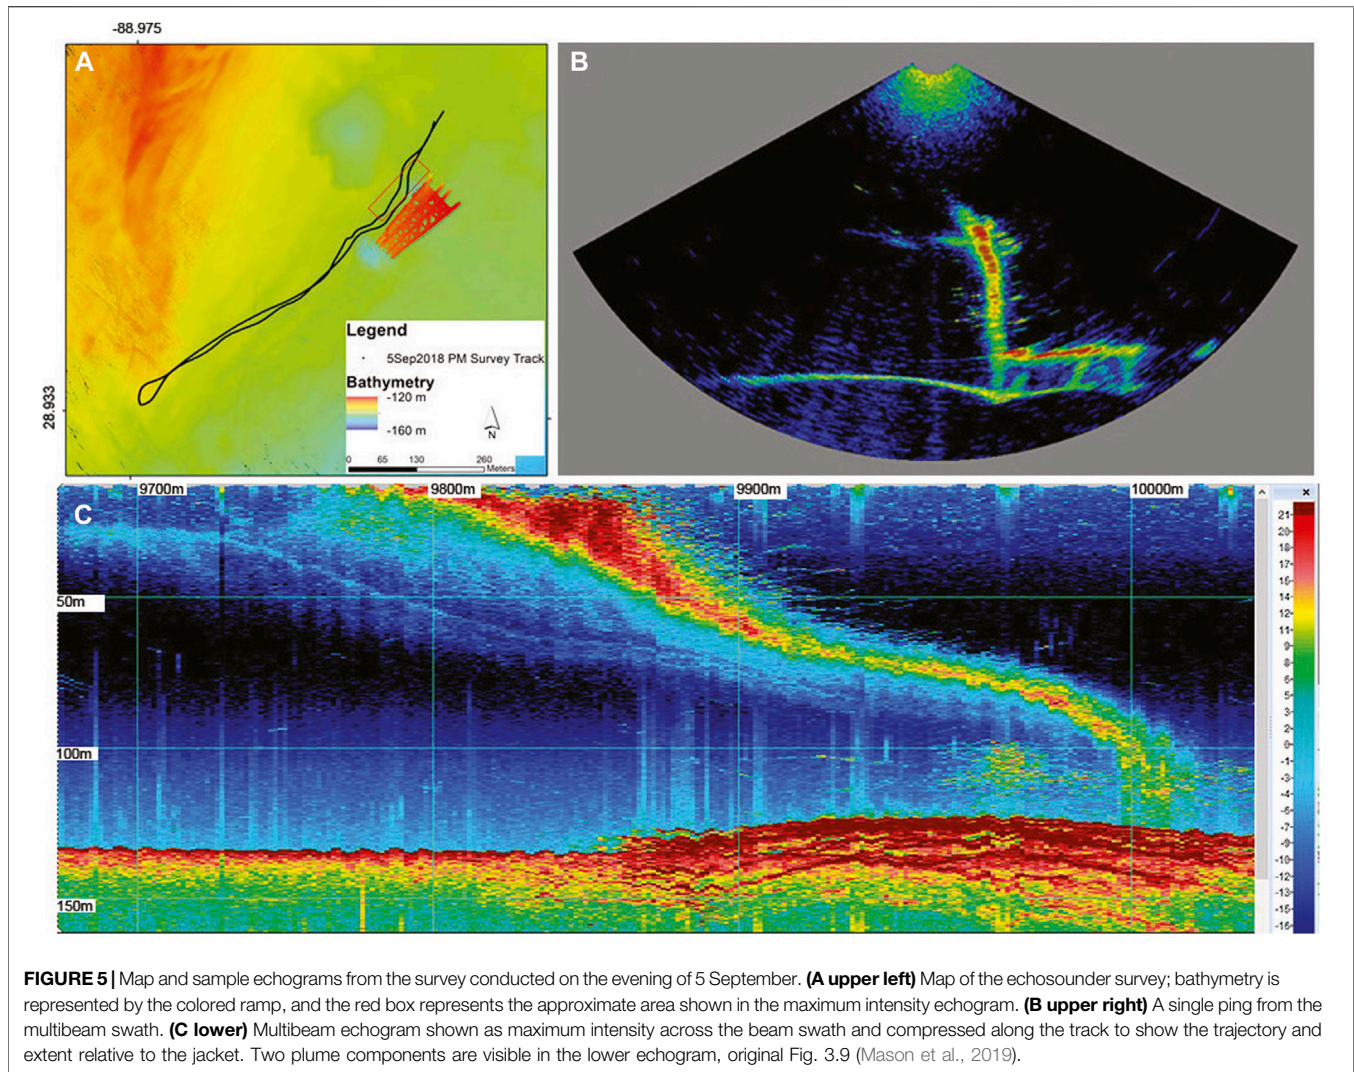 -88.975
A
B
28.933
Legend
5Sep2018 PM Survey Track
Bathymetry
-120 m
-160 m
N
0 65 130 260
Meters
9700m
9800m
9900m
10000m
C
50m
100m
150m
x
21
20
18
17
15
14
12
11
9
8
6
5
3
2
0
-1
-3
-4
-6
-7
-9
-10
-12
-13
-15
-16
FIGURE 5 | Map and sample echograms from the survey conducted on the evening of 5 September. (A upper left) Map of the echosounder survey; bathymetry is
represented by the colored ramp, and the red box represents the approximate area shown in the maximum intensity echogram. (B upper right) A single ping from the
multibeam swath. (C lower) Multibeam echogram shown as maximum intensity across the beam swath and compressed along the track to show the trajectory and
extent relative to the jacket. Two plume components are visible in the lower echogram, original Fig. 3.9 (Mason et al., 2019).